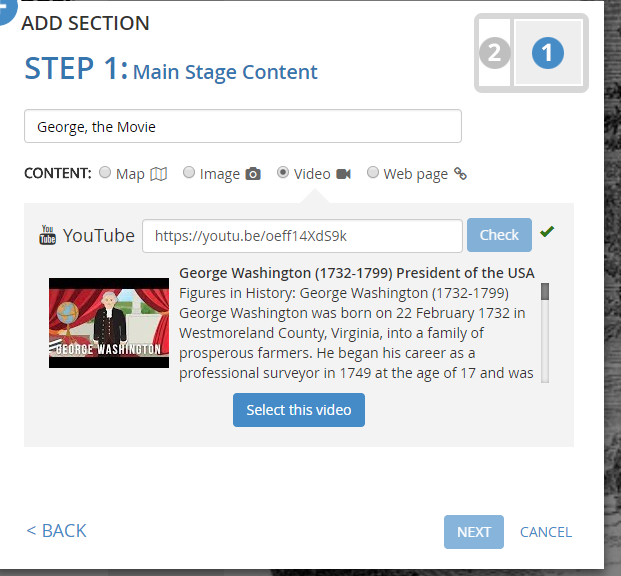 ADD SECTION
STEP 1: Main Stage Content
2 1
George, the Movie
CONTENT: Map Image Video Web page
You Tube YouTube https://youtu.be/oeff14XdS9k Check
George Washington (1732-1799) President of the USA
Figures in History: George Washington (1732-1799)
George Washington was born on 22 February 1732 in
Westmoreland County, Virginia, into a family of
prosperous farmers. He began his career as a
professional surveyor in 1749 at the age of 17 and was
GEORGE WASHINGTON
Select this video
< BACK NEXT CANCEL